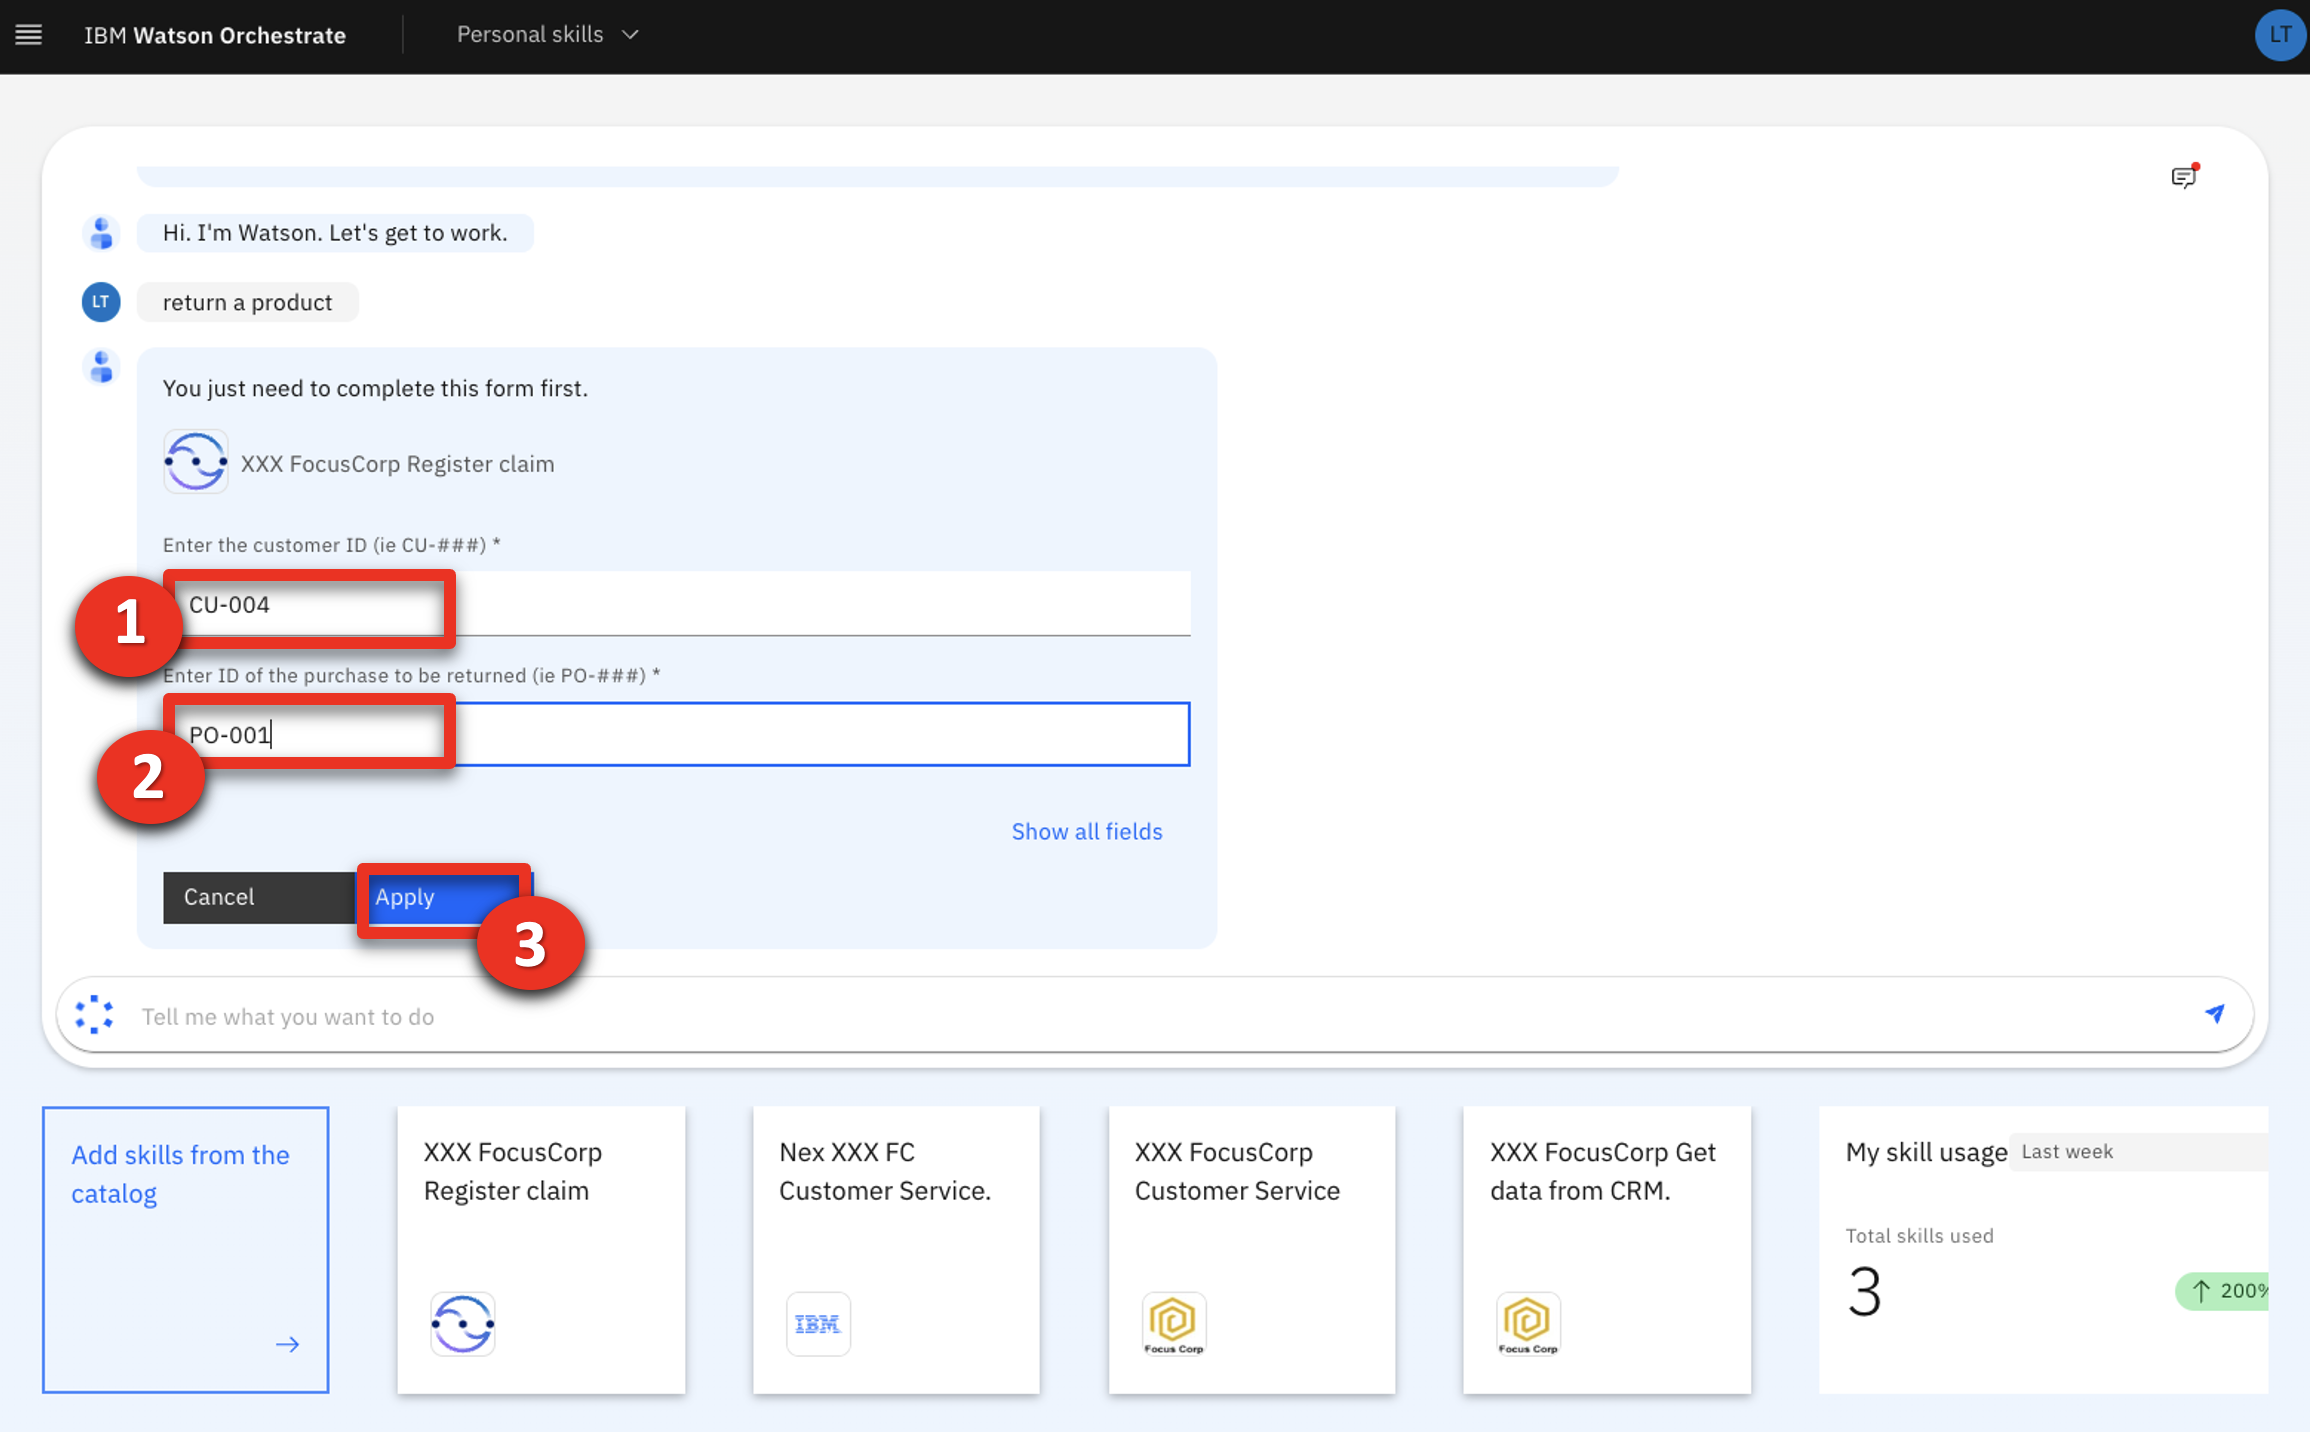 IBM Watson Orchestrate
Personal skills
LT
Hi. I'm Watson. Let's get to work.
LT
return a product
You just need to complete this form first.
XXX FocusCorp Register claim
Enter the customer ID (ie CU-###) *
1
CU-004
Enter ID of the purchase to be returned (ie PO-###) *
2
PO-001
Show all fields
Cancel
Apply
3
Tell me what you want to do
Add skills from the
catalog
XXX FocusCorp
Register claim
Nex XXX FC
Customer Service.
IBM
XXX FocusCorp
Customer Service
Focus Corp
XXX FocusCorp Get
data from CRM.
Focus Corp
My skill usage
Last week
Total skills used
3
200%